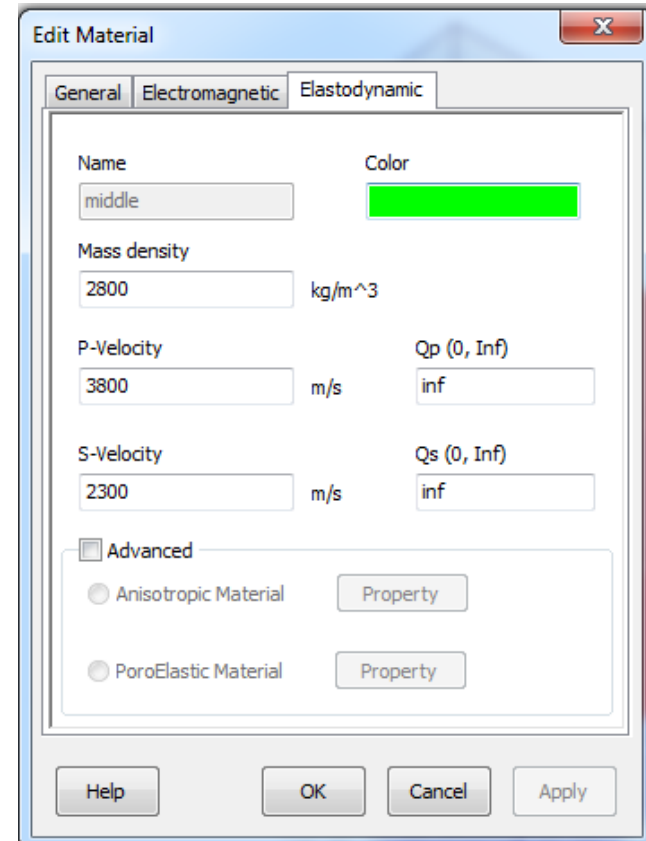 Edit Material
General Electromagnetic Elastodynamic
Name Color
middle
Mass density
2800 kg/m^3
P-Velocity Qp (0, Inf)
3800 m/s inf
S-Velocity Qs (0, Inf)
2300 m/s inf
Advanced
Anisotropic Material Property
PoroElastic Material Property
Help OK Cancel Apply